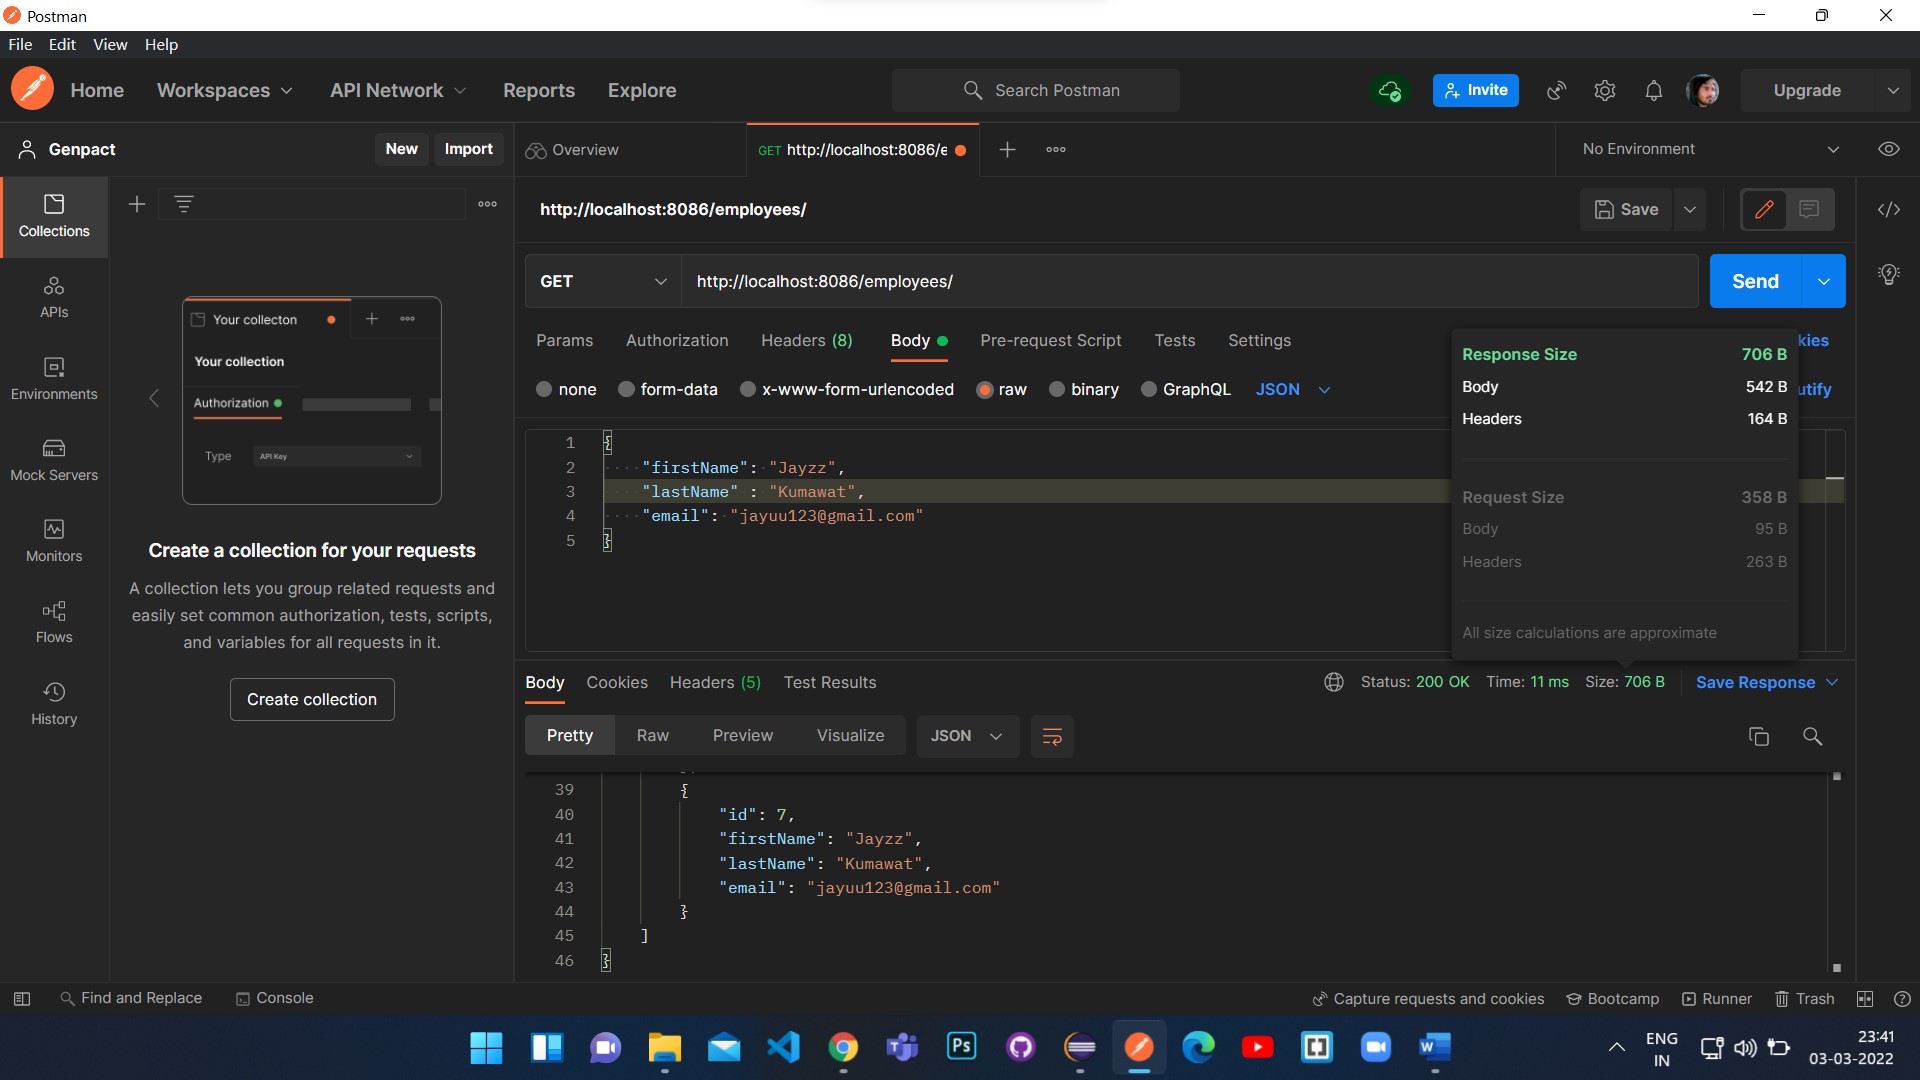 Postman
File Edit View Help
Home Workspaces API Network Reports Explore Search Postman Invite Upgrade
Genpact New Import Overview GET http://localhost:8086/e No Environment
Collections
APIs
Environments
Mock Servers
Monitors
Flows
History
Your collecton
Your collection
Authorization
Type API Key
Create a collection for your requests
A collection lets you group related requests and
easily set common authorization, tests, scripts,
and variables for all requests in it.
Create collection
http://localhost:8086/employees/ Save
GET http://localhost:8086/employees/ Send
Params Authorization Headers (8) Body Pre-request Script Tests Settings kies
none form-data x-www-form-urlencoded raw binary GraphQL JSON utify
1 {
2 "firstName": "Jayzz",
3 "lastName" : "Kumawat",
4 "email": "jayuu123@gmail.com"
5 }
Response Size 706 B
Body 542 B
Headers 164 B
Request Size 358 B
Body 95 B
Headers 263 B
All size calculations are approximate
Body Cookies Headers (5) Test Results Status: 200 OK Time: 11 ms Size: 706 B Save Response
Pretty Raw Preview Visualize JSON
39 {
40 "id": 7,
41 "firstName": "Jayzz",
42 "lastName": "Kumawat",
43 "email": "jayuu123@gmail.com"
44 }
45 ]
46 }
Find and Replace Console Capture requests and cookies Bootcamp Runner Trash
Ps
ENG
IN
23:41
03-03-2022